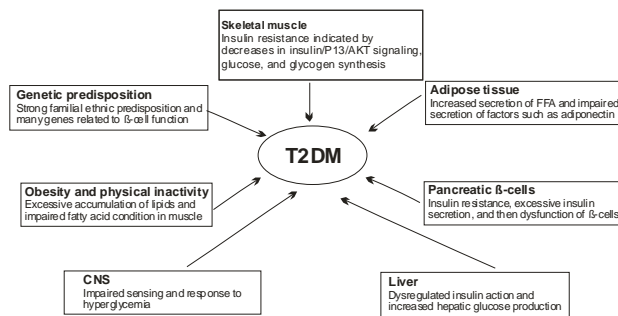 Skeletal muscle
Insulin resistance indicated by
decreases in insulin/P13/AKT signaling,
glucose, and glycogen synthesis
Genetic predisposition
Strong familial ethnic predisposition and
many genes related to ß-cell function
Adipose tissue
Increased secretion of FFA and impaired
secretion of factors such as adiponectin
T2DM
Obesity and physical inactivity
Excessive accumulation of lipids and
impaired fatty acid condition in muscle
Pancreatic ß-cells
Insulin resistance, excessive insulin
secretion, and then dysfunction of ß-cells
CNS
Impaired sensing and response to
hyperglycemia
Liver
Dysregulated insulin action and
increased hepatic glucose production